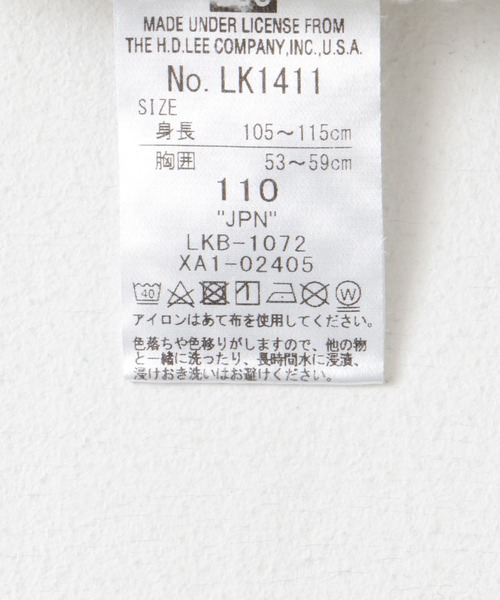 MADE UNDER LICENSE FROM
THE H.D.LEE COMPANY,INC.,U.S.A.
No. LK1411
SIZE
身長 105～115cm
胸囲 53～59cm
110
"JPN"
LKB-1072
XA1-02405
40 W
アイロンはあて布を使用してください。
色落ちや色移りがしますので、他の物
と一緒に洗ったり、長時間水に浸漬、
浸けおき洗いはお避けください。